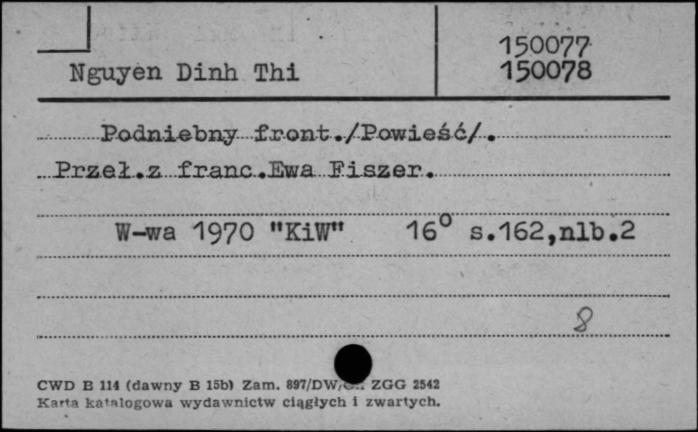 150077
Nguyen Dinh Thi 150078
Podniebny front./Powieść/.
Przeł.z franc.Ewa Fiszer.
W-wa 1970 "KiW" 16° s.162,nlb.2
8
CWD B 114 (dawny B 15b) Zam. 897/DW/ ZGG 2542
Karta katalogowa wydawnictw ciągłych i zwartych.